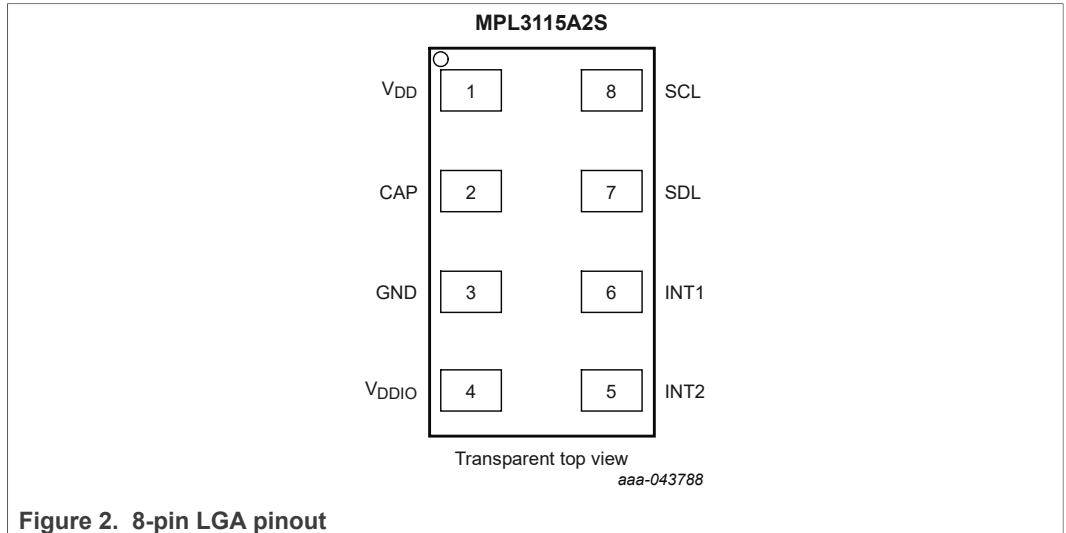 MPL3115A2S
VDD 1 8 SCL
CAP 2 7 SDL
GND 3 6 INT1
VDDIO 4 5 INT2
Transparent top view
aaa-043788
Figure 2. 8-pin LGA pinout